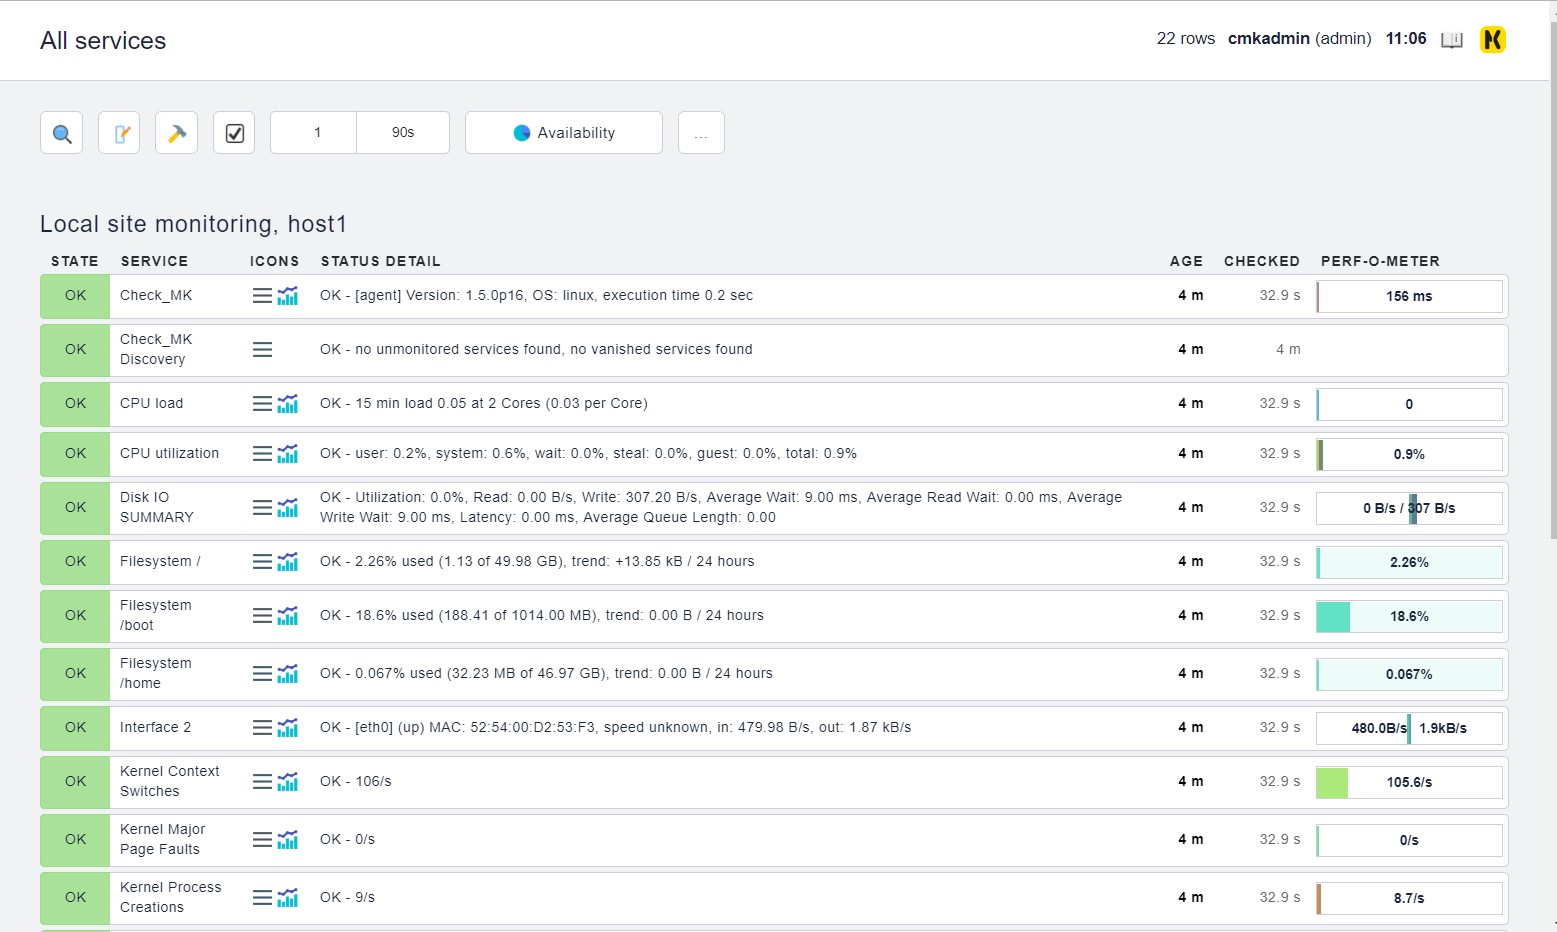 All services
22 rows cmkadmin (admin) 11:06
1 90s Availability ...
Local site monitoring, host1
STATE SERVICE ICONS STATUS DETAIL AGE CHECKED PERF-O-METER
OK Check_MK OK - [agent] Version: 1.5.0p16, OS: linux, execution time 0.2 sec 4 m 32.9 s 156 ms
OK Check_MK
Discovery OK - no unmonitored services found, no vanished services found 4 m 4 m
OK CPU load OK - 15 min load 0.05 at 2 Cores (0.03 per Core) 4 m 32.9 s 0
OK CPU utilization OK - user: 0.2%, system: 0.6%, wait: 0.0%, steal: 0.0%, guest: 0.0%, total: 0.9% 4 m 32.9 s 0.9%
OK Disk IO
SUMMARY OK - Utilization: 0.0%, Read: 0.00 B/s, Write: 307.20 B/s, Average Wait: 9.00 ms, Average Read Wait: 0.00 ms, Average
Write Wait: 9.00 ms, Latency: 0.00 ms, Average Queue Length: 0.00 4 m 32.9 s 0 B/s / 307 B/s
OK Filesystem / OK - 2.26% used (1.13 of 49.98 GB), trend: +13.85 kB / 24 hours 4 m 32.9 s 2.26%
OK Filesystem
/boot OK - 18.6% used (188.41 of 1014.00 MB), trend: 0.00 B / 24 hours 4 m 32.9 s 18.6%
OK Filesystem
/home OK - 0.067% used (32.23 MB of 46.97 GB), trend: 0.00 B / 24 hours 4 m 32.9 s 0.067%
OK Interface 2 OK - [eth0] (up) MAC: 52:54:00:D2:53:F3, speed unknown, in: 479.98 B/s, out: 1.87 kB/s 4 m 32.9 s 480.0B/s 1.9kB/s
OK Kernel Context
Switches OK - 106/s 4 m 32.9 s 105.6/s
OK Kernel Major
Page Faults OK - 0/s 4 m 32.9 s 0/s
OK Kernel Process
Creations OK - 9/s 4 m 32.9 s 8.7/s